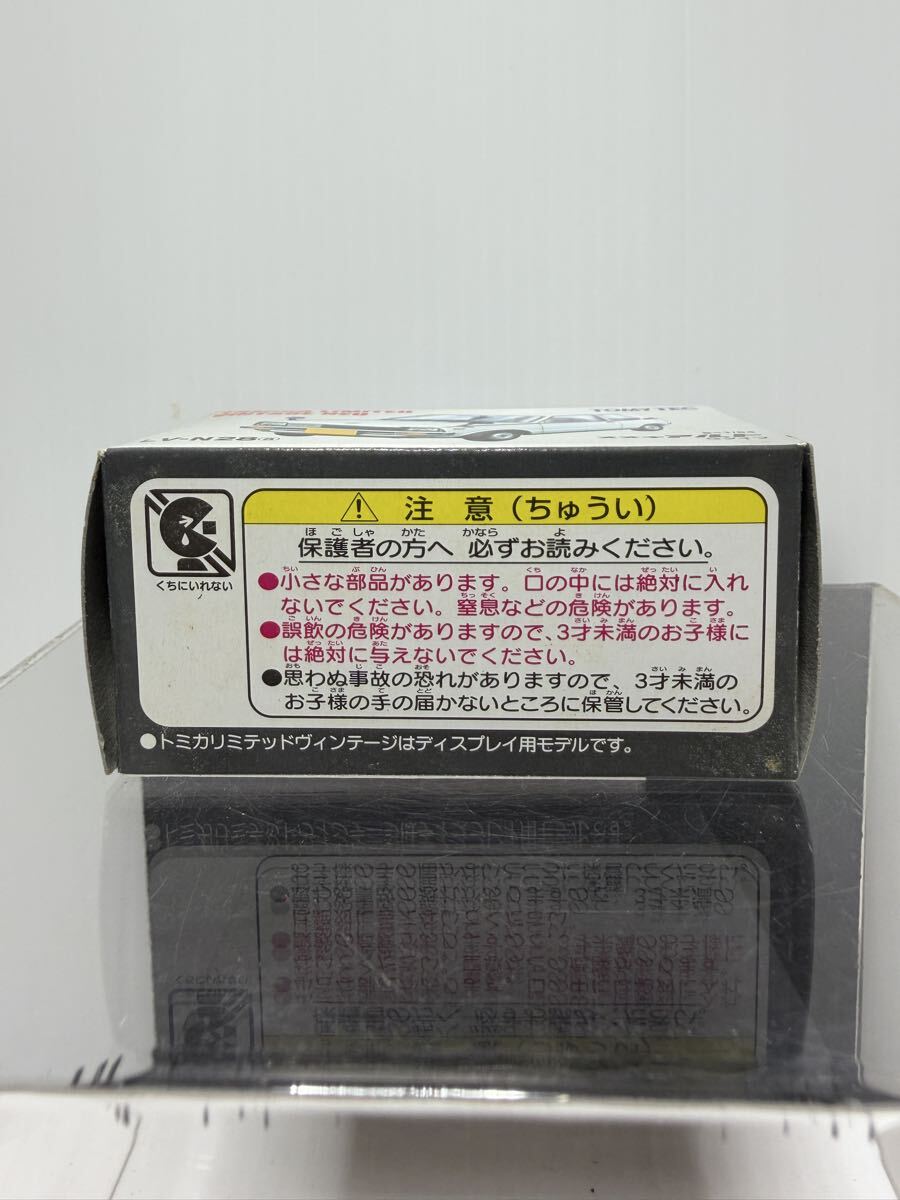 TOMYTEC
LV-N28
注 意（ちゅうい）
保護者の方へ 必ずお読みください。
●小さな部品があります。口の中には絶対に入れ
ないでください。窒息などの危険があります。
●誤飲の危険がありますので、3才未満のお子様に
は絶対に与えないでください。
●思わぬ事故の恐れがありますので、3才未満の
お子様の手の届かないところに保管してください。
くちにいれない
●トミカリミテッドヴィンテージはディスプレイ用モデルです。